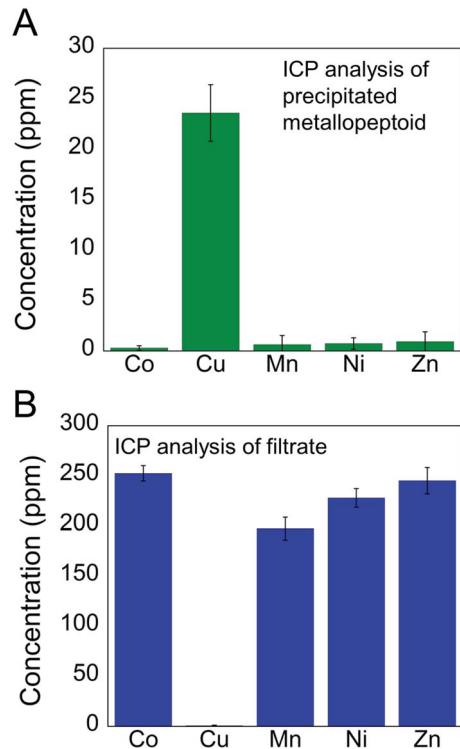 A
Concentration (ppm)
30
25
20
15
10
5
0
ICP analysis of
precipitated
metallopeptoid
Co Cu Mn Ni Zn
B
Concentration (ppm)
300
250
200
150
100
50
0
ICP analysis of filtrate
Co Cu Mn Ni Zn